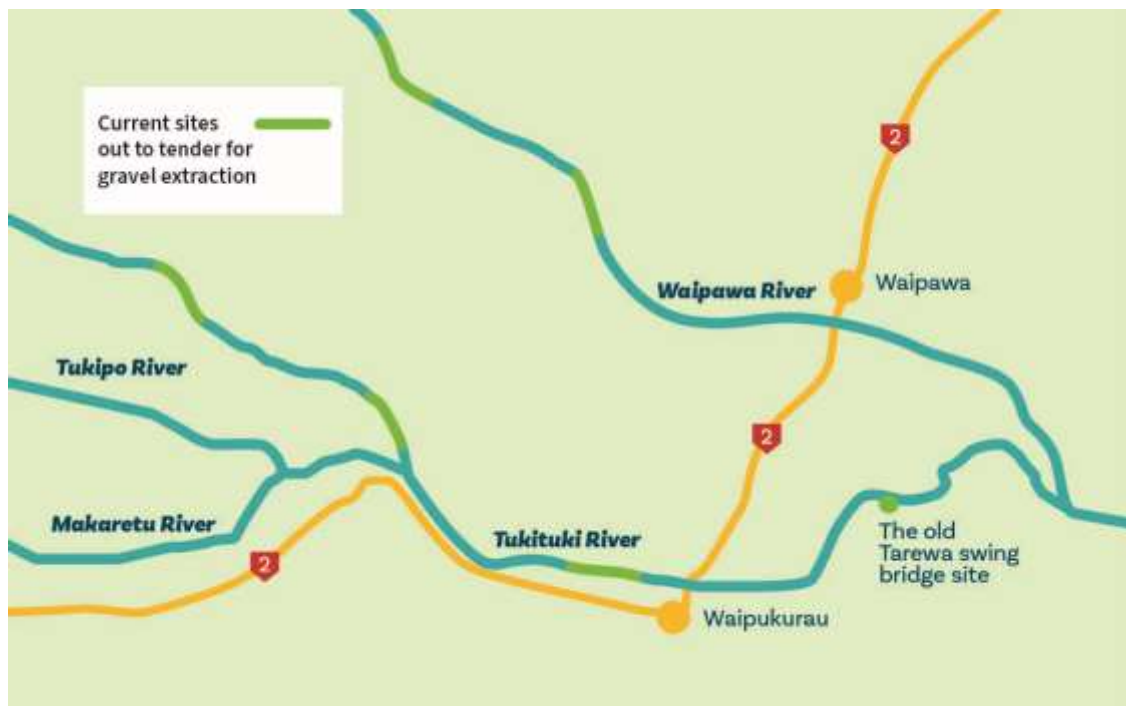 Current sites
out to tender for
gravel extraction
2
Waipawa River
Waipawa
Tukipo River
2
Makaretu River
2
Tukituki River
The old
Tarewa swing
bridge site
Waipukurau